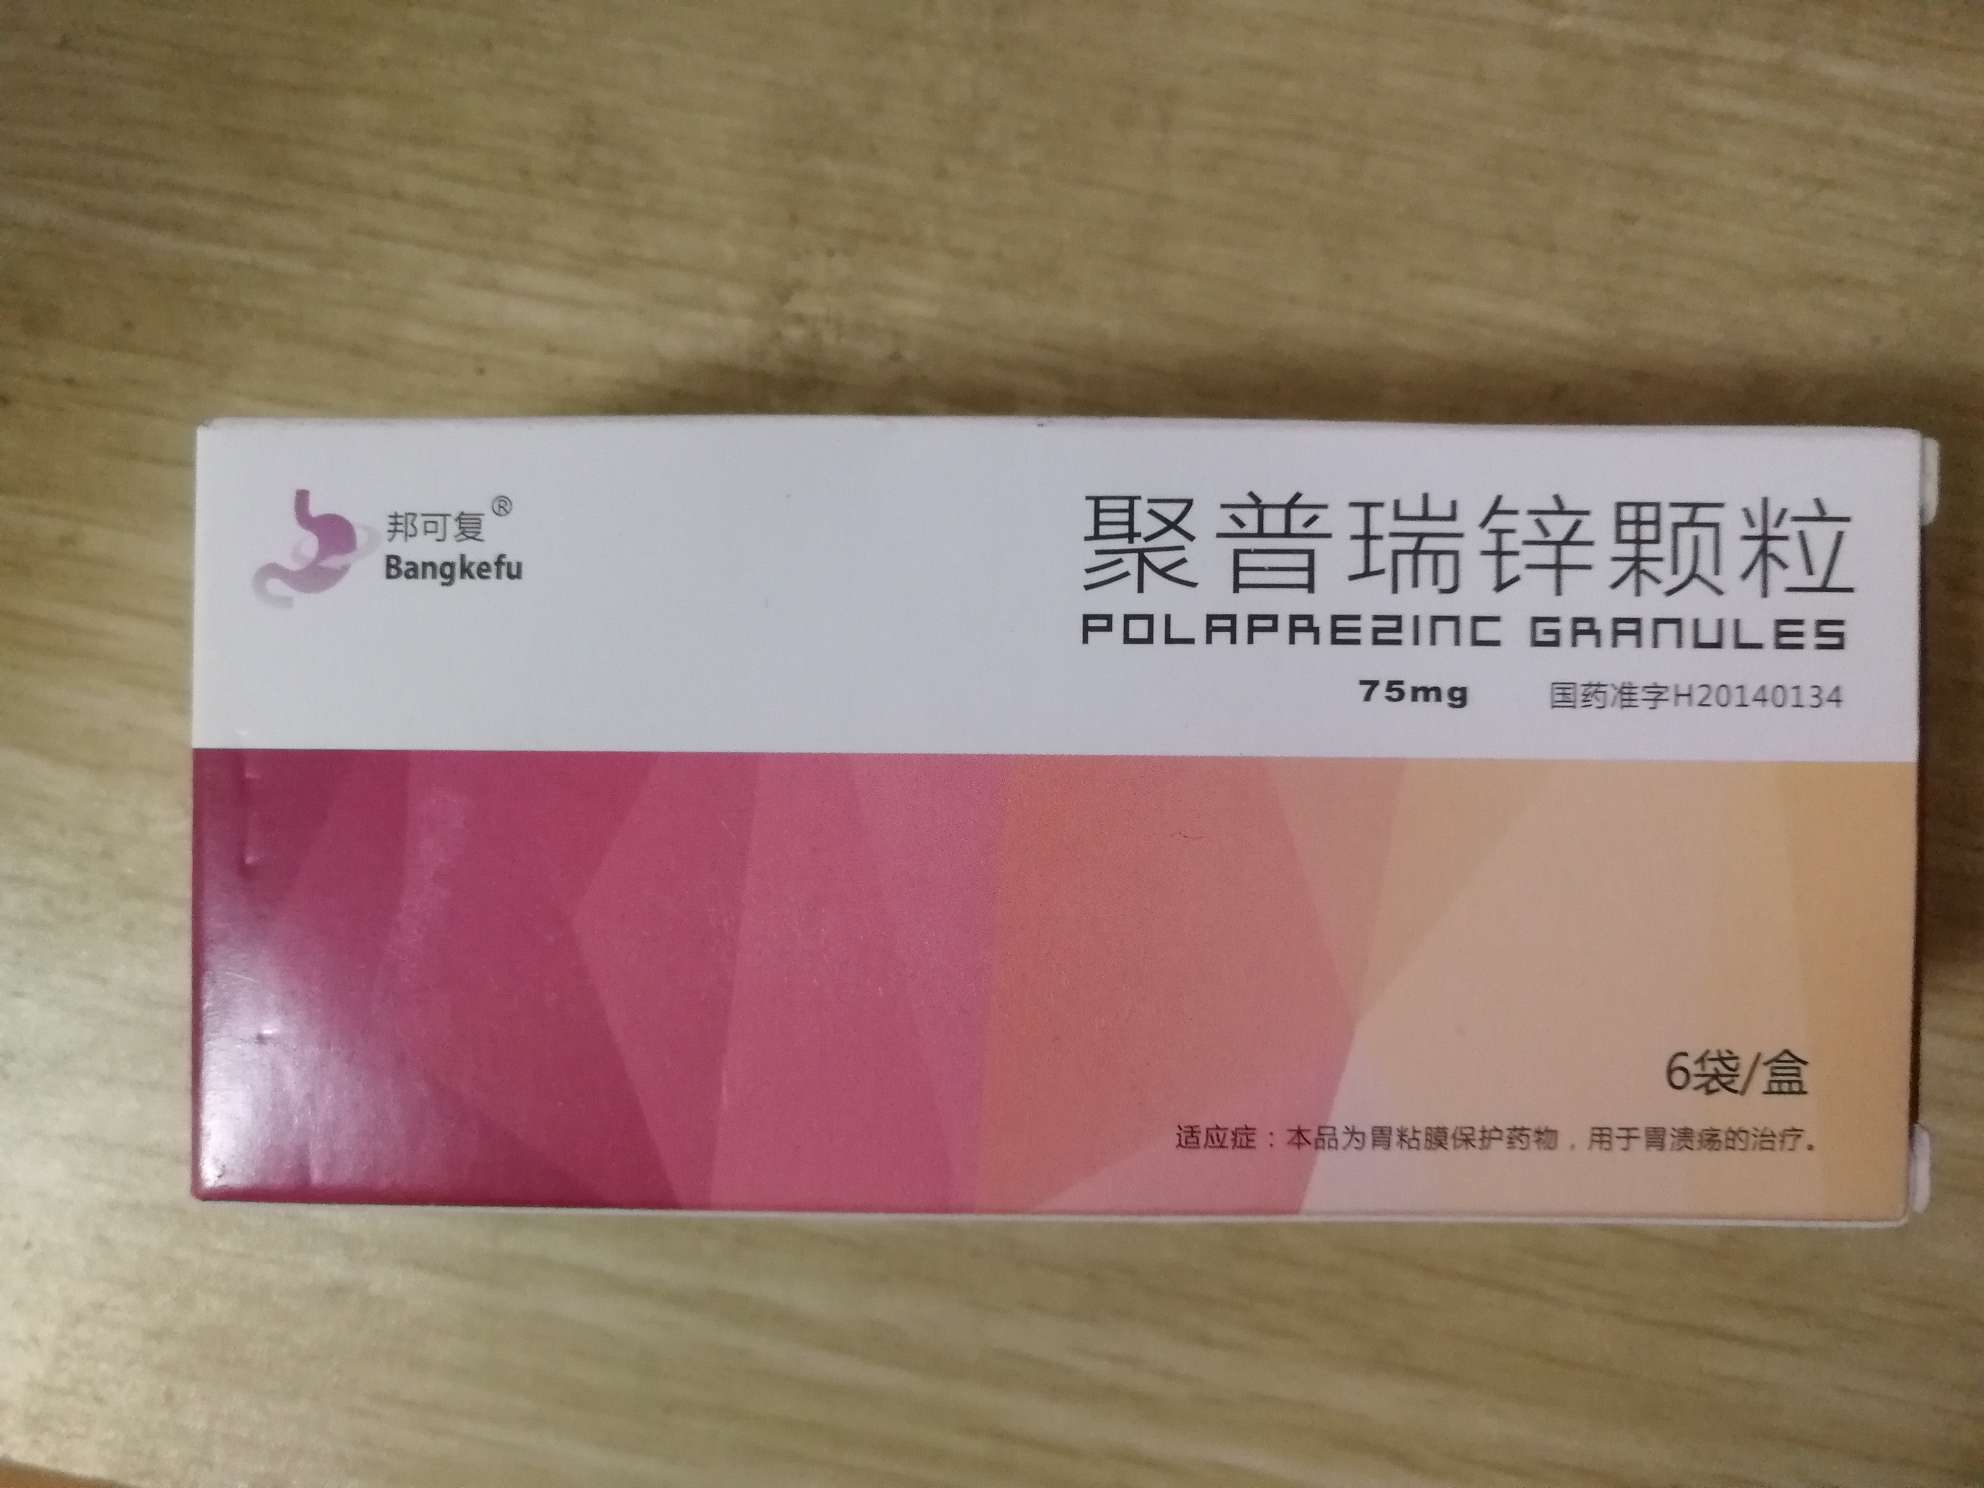 邦可复®
Bangkefu
聚普瑞锌颗粒
POLAPREZINC GRANULES
75mg 国药准字H20140134
6袋/盒
适应症：本品为胃粘膜保护药物，用于胃溃疡的治疗。